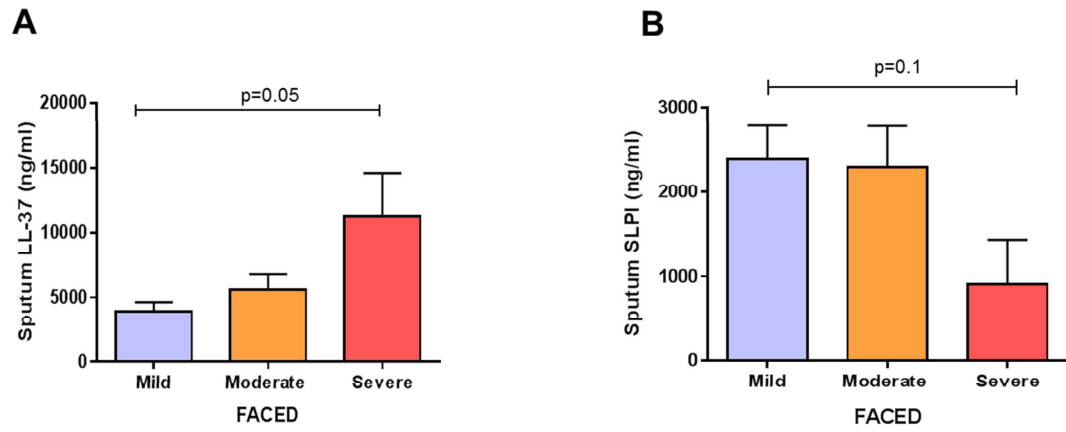 A
p=0.05
Sputum LL-37 (ng/ml)
20000
15000
10000
5000
0
Mild Moderate Severe
FACED
B
p=0.1
Sputum SLPI (ng/ml)
3000
2000
1000
0
Mild Moderate Severe
FACED